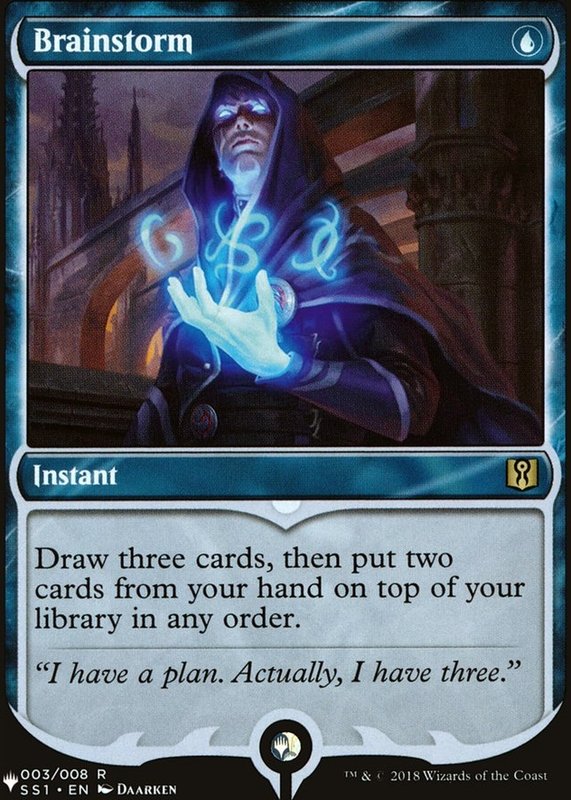 Brainstorm
Instant
Draw three cards, then put two
cards from your hand on top of your
library in any order.
“I have a plan. Actually, I have three.”
003/008 R
SS1 • EN DAARKEN
™ & © 2018 Wizards of the Coast